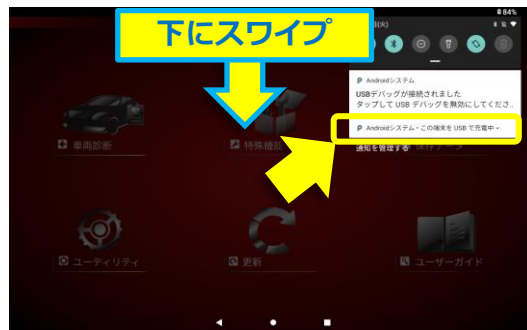 84%
(火)
下にスワイプ
Androidシステム
USBデバッグが接続されました
タップして USB デバッグを無効にしてくださ..
Androidシステム・この端末を USB で充電中
通知を管理する
車両診断
特殊機能
データ
ユーティリティ
更新
ユーザーガイド